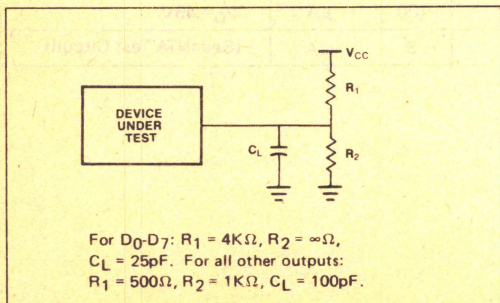 VCC
R1
DEVICE
UNDER
TEST
CL
R2
For D0-D7: R1 = 4KΩ, R2 = ∞Ω,
CL = 25pF. For all other outputs:
R1 = 500Ω, R2 = 1KΩ, CL = 100pF.